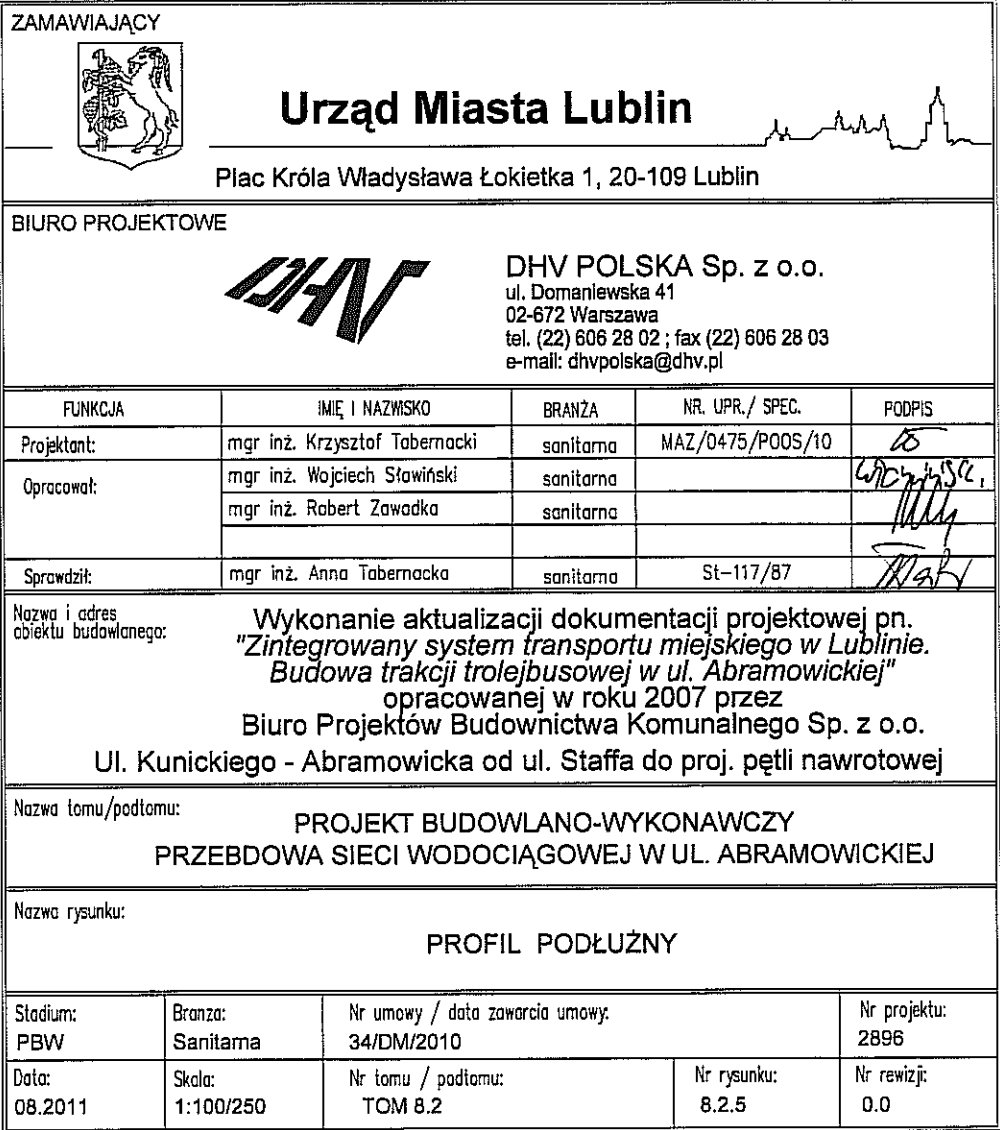 ZAMAWIAJĄCY
Urząd Miasta Lublin
Plac Króla Władysława Łokietka 1, 20-109 Lublin
BIURO PROJEKTOWE
DHV
DHV POLSKA Sp. z o.o.
ul. Domaniewska 41
02-672 Warszawa
tel. (22) 606 28 02 ; fax (22) 606 28 03
e-mail: dhvpolska@dhv.pl
FUNKCJA IMIĘ I NAZWISKO BRANŻA NR. UPR./ SPEC. PODPIS
Projektant: mgr inż. Krzysztof Tabernacki sanitarna MAZ/0475/POOS/10
Opracował: mgr inż. Wojciech Sławiński sanitarna
mgr inż. Robert Zawadka sanitarna
Sprawdził: mgr inż. Anna Tabernacka sanitarna St-117/87
Nazwa i adres
obiektu budowlanego:
Wykonanie aktualizacji dokumentacji projektowej pn.
"Zintegrowany system transportu miejskiego w Lublinie.
Budowa trakcji trolejbusowej w ul. Abramowickiej"
opracowanej w roku 2007 przez
Biuro Projektów Budownictwa Komunalnego Sp. z o.o.
Ul. Kunickiego - Abramowicka od ul. Staffa do proj. pętli nawrotowej
Nazwa tomu/podtomu:
PROJEKT BUDOWLANO-WYKONAWCZY
PRZEBDOWA SIECI WODOCIĄGOWEJ W UL. ABRAMOWICKIEJ
Nazwa rysunku:
PROFIL PODŁUŻNY
Stadium: Branza: Nr umowy / data zawarcia umowy: Nr projektu:
PBW Sanitarna 34/DM/2010 2896
Data: Skala: Nr tomu / podtomu: Nr rysunku: Nr rewizji:
08.2011 1:100/250 TOM 8.2 8.2.5 0.0